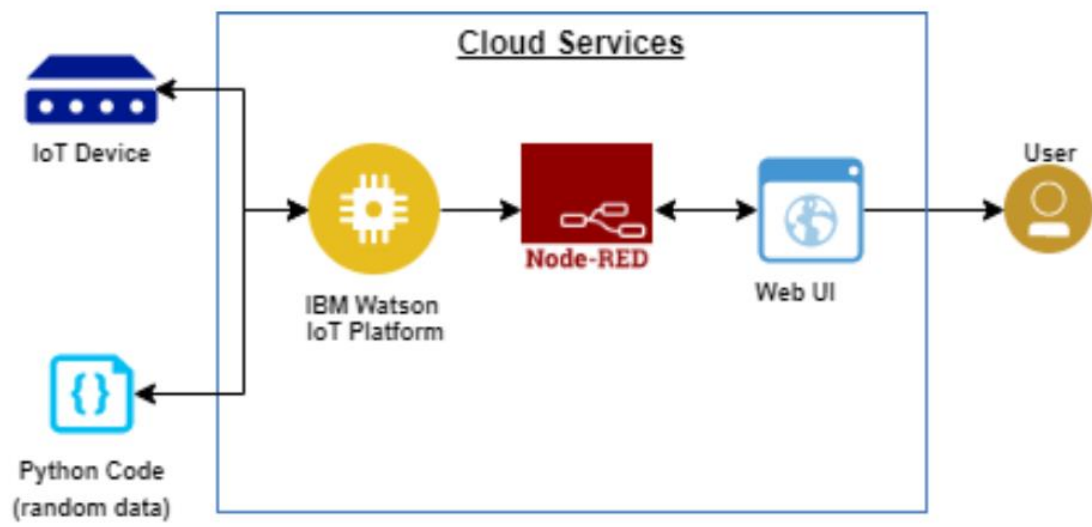 Cloud Services
IoT Device
User
Node-RED
IBM Watson
IoT Platform
Web UI
{}
Python Code
(random data)